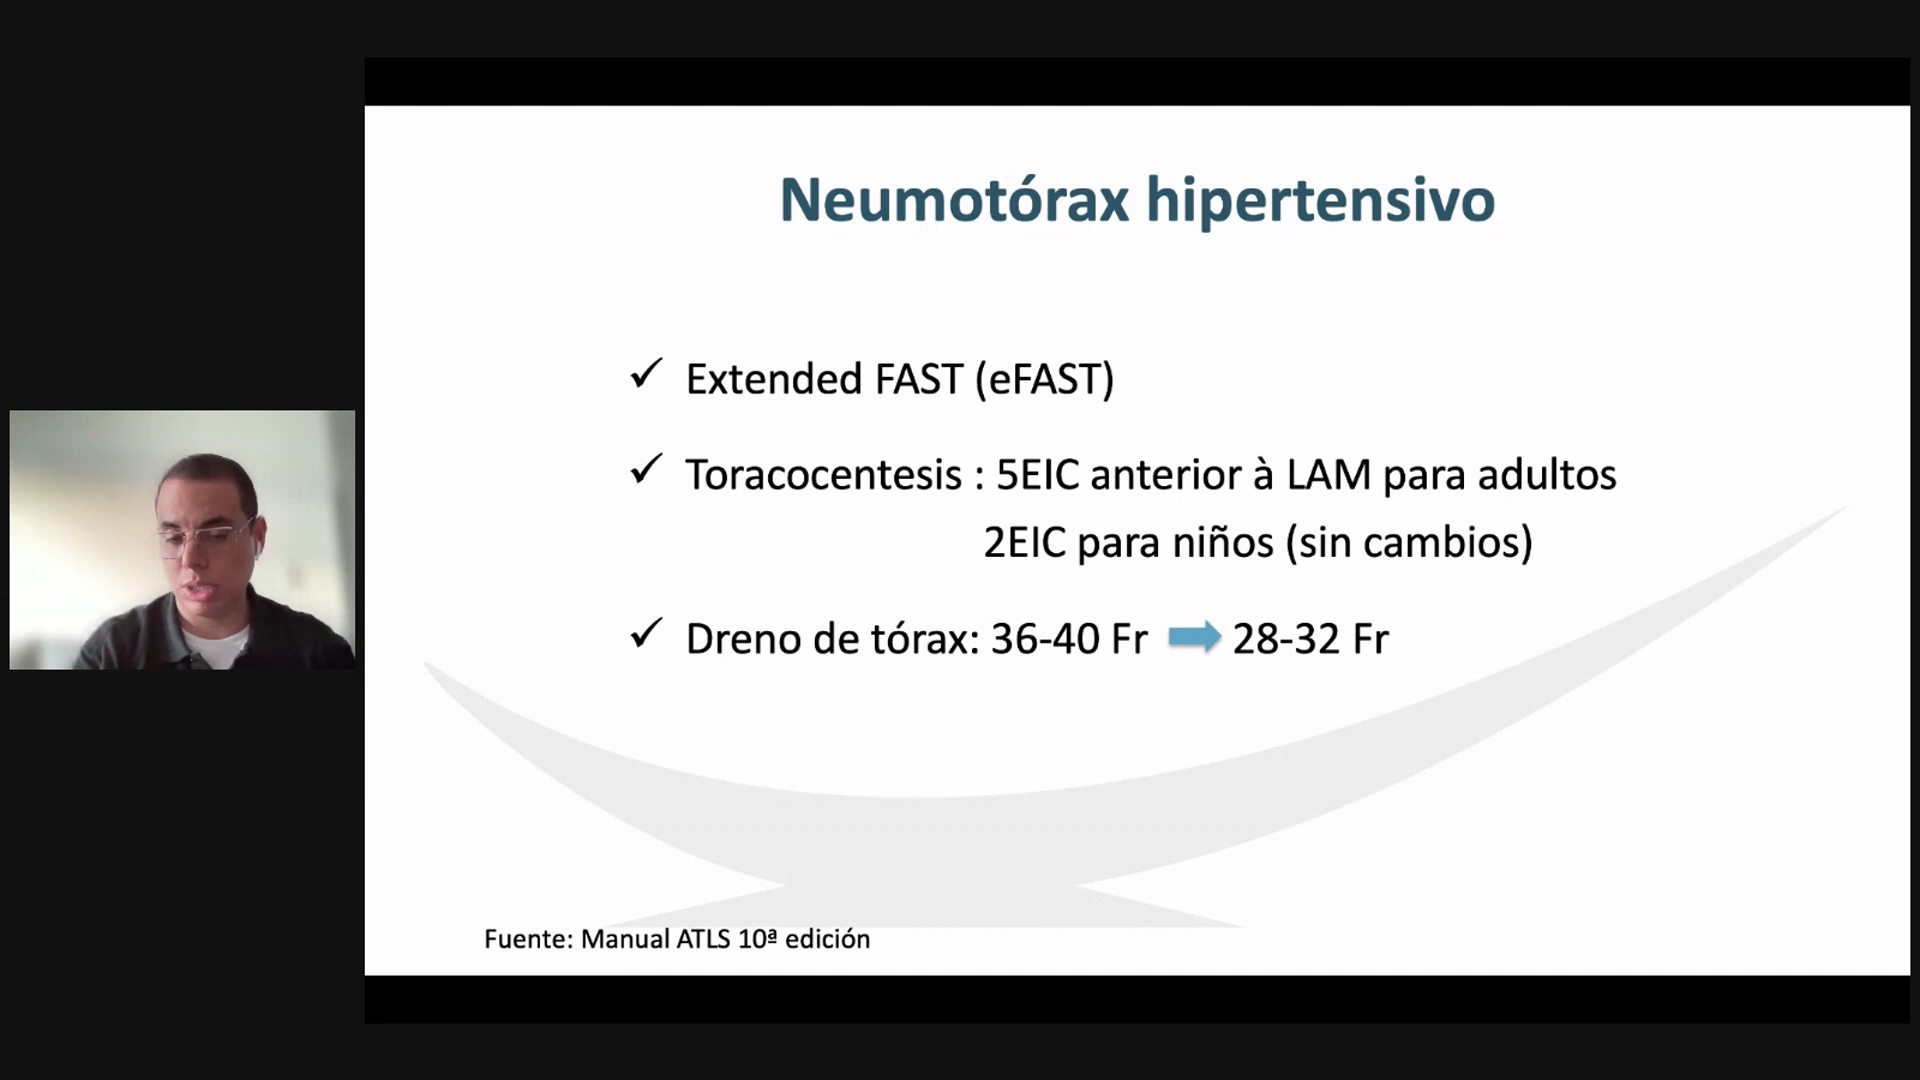 Neumotórax hipertensivo
✓ Extended FAST (eFAST)
✓ Toracocentesis : 5EIC anterior à LAM para adultos
2EIC para niños (sin cambios)
✓ Dreno de tórax: 36-40 Fr ➡ 28-32 Fr
Fuente: Manual ATLS 10ª edición